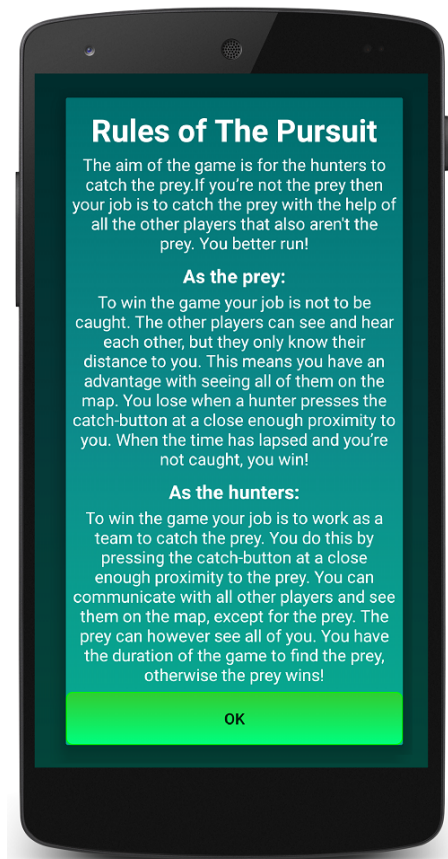 Rules of The Pursuit
The aim of the game is for the hunters to
catch the prey.If you're not the prey then
your job is to catch the prey with the help of
all the other players that also aren't the
prey. You better run!
As the prey:
To win the game your job is not to be
caught. The other players can see and hear
each other, but they only know their
distance to you. This means you have an
advantage with seeing all of them on the
map. You lose when a hunter presses the
catch-button at a close enough proximity to
you. When the time has lapsed and you're
not caught, you win!
As the hunters:
To win the game your job is to work as a
team to catch the prey. You do this by
pressing the catch-button at a close
enough proximity to the prey. You can
communicate with all other players and see
them on the map, except for the prey. The
prey can however see all of you. You have
the duration of the game to find the prey,
otherwise the prey wins!
OK